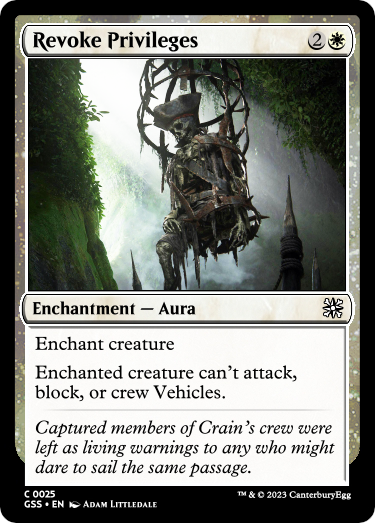 Revoke Privileges 2
Enchantment — Aura
Enchant creature
Enchanted creature can't attack,
block, or crew Vehicles.
Captured members of Crain's crew were
left as living warnings to any who might
dare to sail the same passage.
C 0025
GSS • EN ADAM LITTLEDALE
™ & © 2023 CanterburyEgg